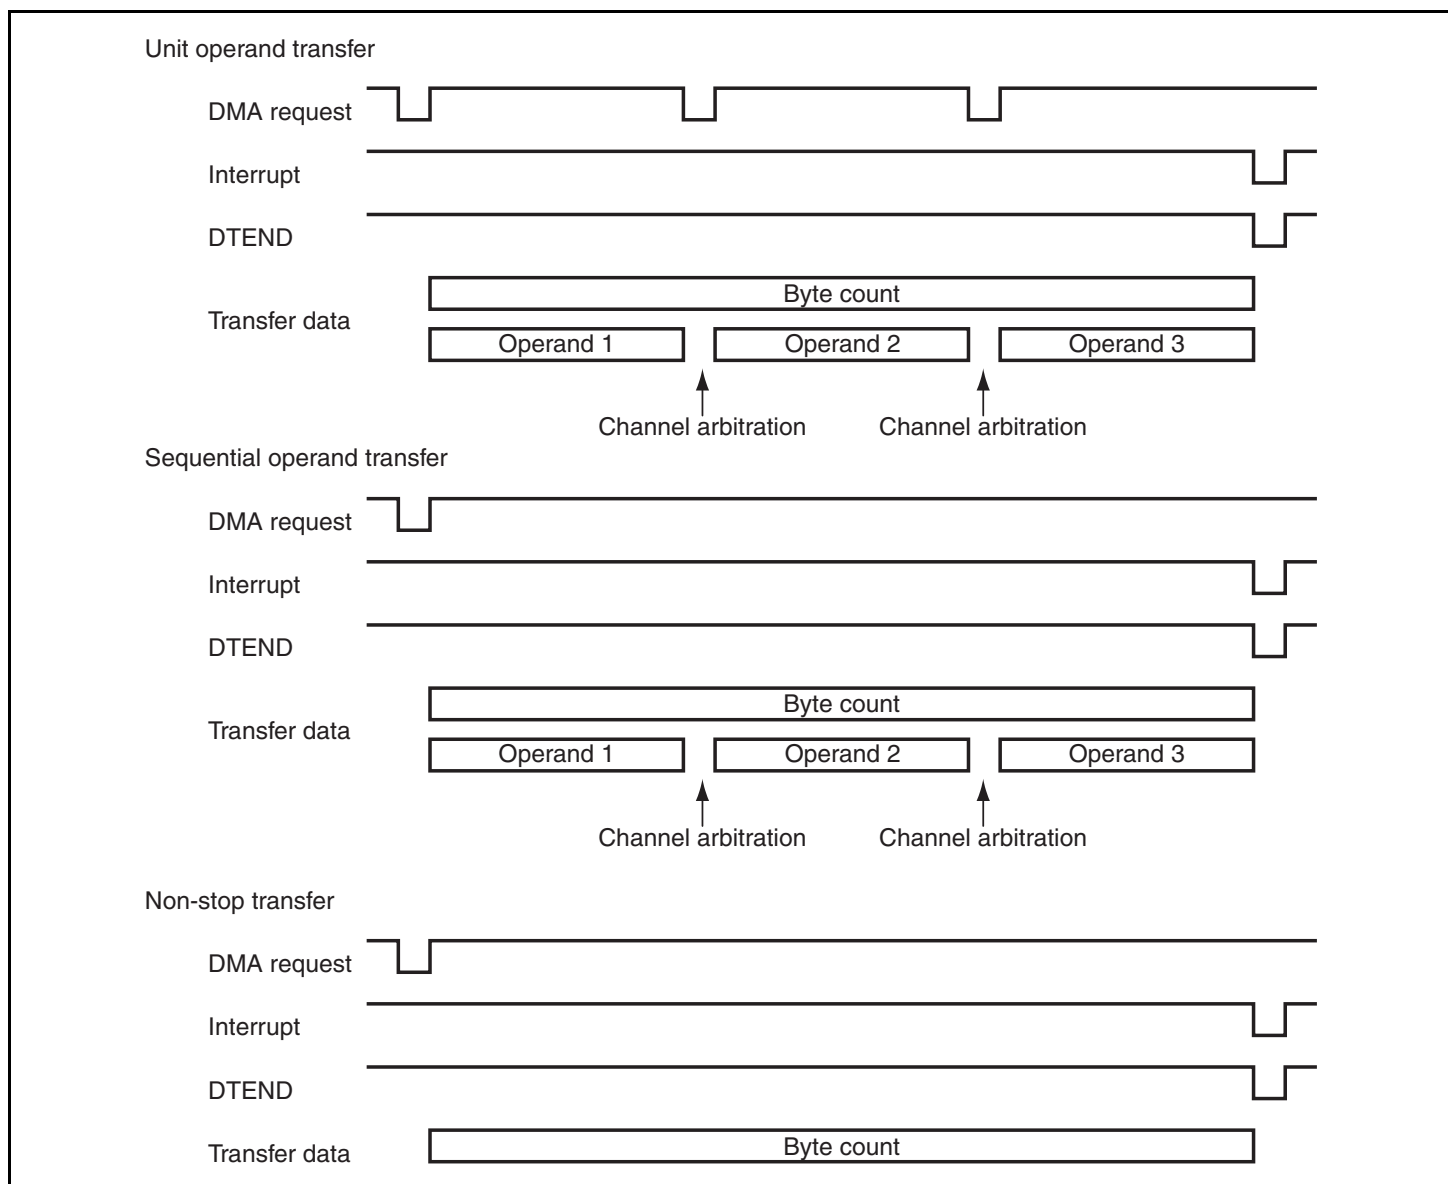 Unit operand transfer
DMA request
Interrupt
DTEND
Byte count
Transfer data
Operand 1 Operand 2 Operand 3
Channel arbitration Channel arbitration
Sequential operand transfer
DMA request
Interrupt
DTEND
Byte count
Transfer data
Operand 1 Operand 2 Operand 3
Channel arbitration Channel arbitration
Non-stop transfer
DMA request
Interrupt
DTEND
Transfer data Byte count